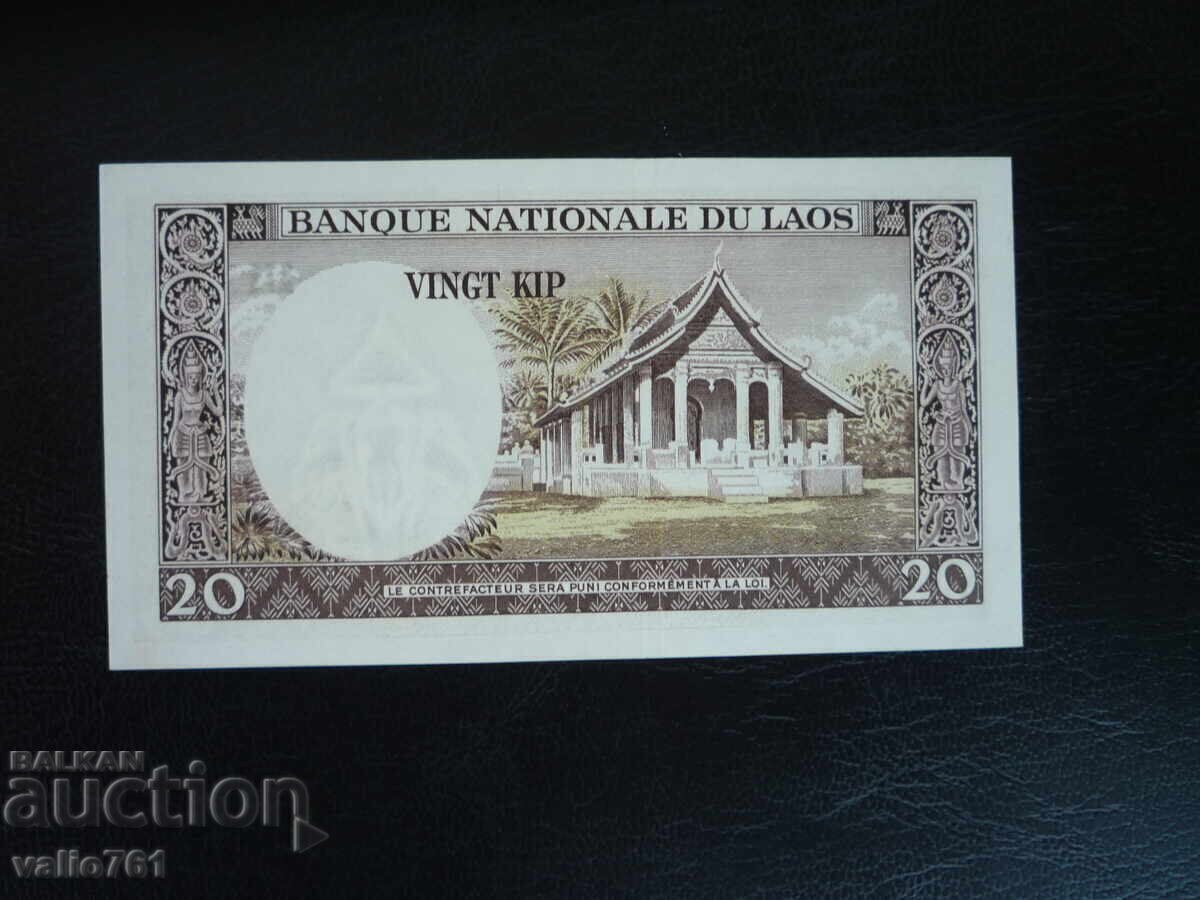 BANQUE NATIONALE DU LAOS
VINGT KIP
20 LE CONTREFACTEUR SERA PUNI CONFORMÉMENT À LA LOI. 20
BALKAN
auction
valio761